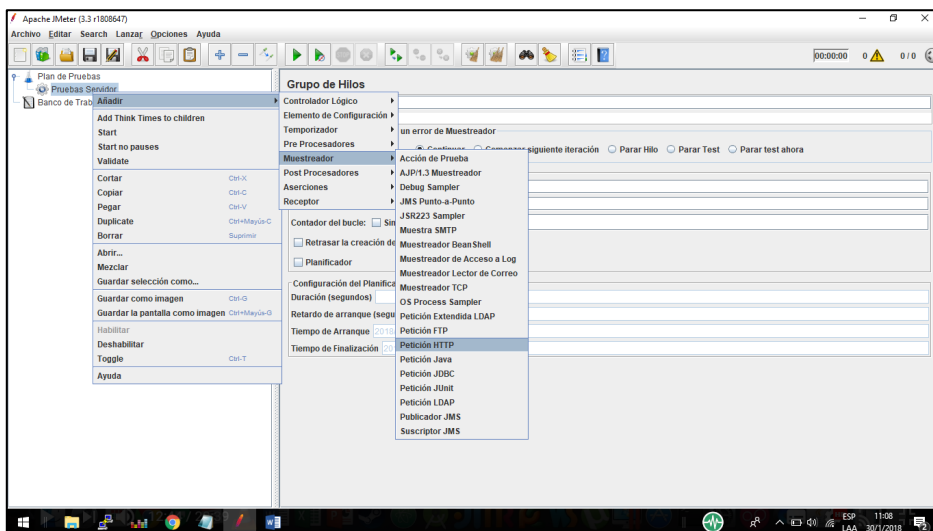 Apache JMeter (3.3 r1808647)
Archivo Editar Search Lanzar Opciones Ayuda
00:00:00 0 0 / 0
Plan de Pruebas
Pruebas Servidor
Banco de Trab
Añadir
Add Think Times to children
Start
Start no pauses
Validate
Cortar Ctrl-X
Copiar Ctrl-C
Pegar Ctrl-V
Duplicate Ctrl+Mayús-C
Borrar Suprimir
Abrir...
Mezclar
Guardar selección como...
Guardar como imagen Ctrl-G
Guardar la pantalla como imagen Ctrl+Mayús-G
Habilitar
Deshabilitar
Toggle Ctrl-T
Ayuda
Controlador Lógico
Elemento de Configuración
Temporizador
Pre Procesadores
Muestreador
Post Procesadores
Aserciones
Receptor
Acción de Prueba
AJP/1.3 Muestreador
Debug Sampler
JMS Punto-a-Punto
JSR223 Sampler
Muestra SMTP
Muestreador BeanShell
Muestreador de Acceso a Log
Muestreador Lector de Correo
Muestreador TCP
OS Process Sampler
Petición Extendida LDAP
Petición FTP
Petición HTTP
Petición Java
Petición JDBC
Petición JUnit
Petición LDAP
Publicador JMS
Suscriptor JMS
Grupo de Hilos
un error de Muestreador
Continuar Comenzar siguiente iteración Parar Hilo Parar Test Parar test ahora
Contador del bucle: Sin
Retrasar la creación de
Planificador
Configuración del Planifica
Duración (segundos)
Retardo de arranque (segu
Tiempo de Arranque 2018
Tiempo de Finalización 20
ESP 11:08
LAA 30/1/2018